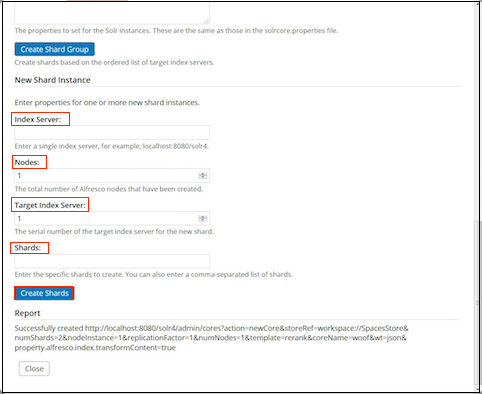 The properties to set for the Solr instances. These are the same as those in the solrcore.properties file.
Create Shard Group
Create shards based on the ordered list of target index servers.
New Shard Instance
Enter properties for one or more new shard instances.
Index Server:
Enter a single index server, for example, localhost:8080/solr4.
Nodes:
1
The total number of Alfresco nodes that have been created.
Target Index Server:
1
The serial number of the target index server for the new shard.
Shards:
Enter the specific shards to create. You can also enter a comma-separated list of shards.
Create Shards
Report
Successfully created http://localhost:8080/solr4/admin/cores?action=newCore&storeRef=workspace://SpacesStore&
numShards=2&nodeInstance=1&replicationFactor=1&numNodes=1&template=rerank&coreName=woof&wt=json&
property.alfresco.index.transformContent=true
Close